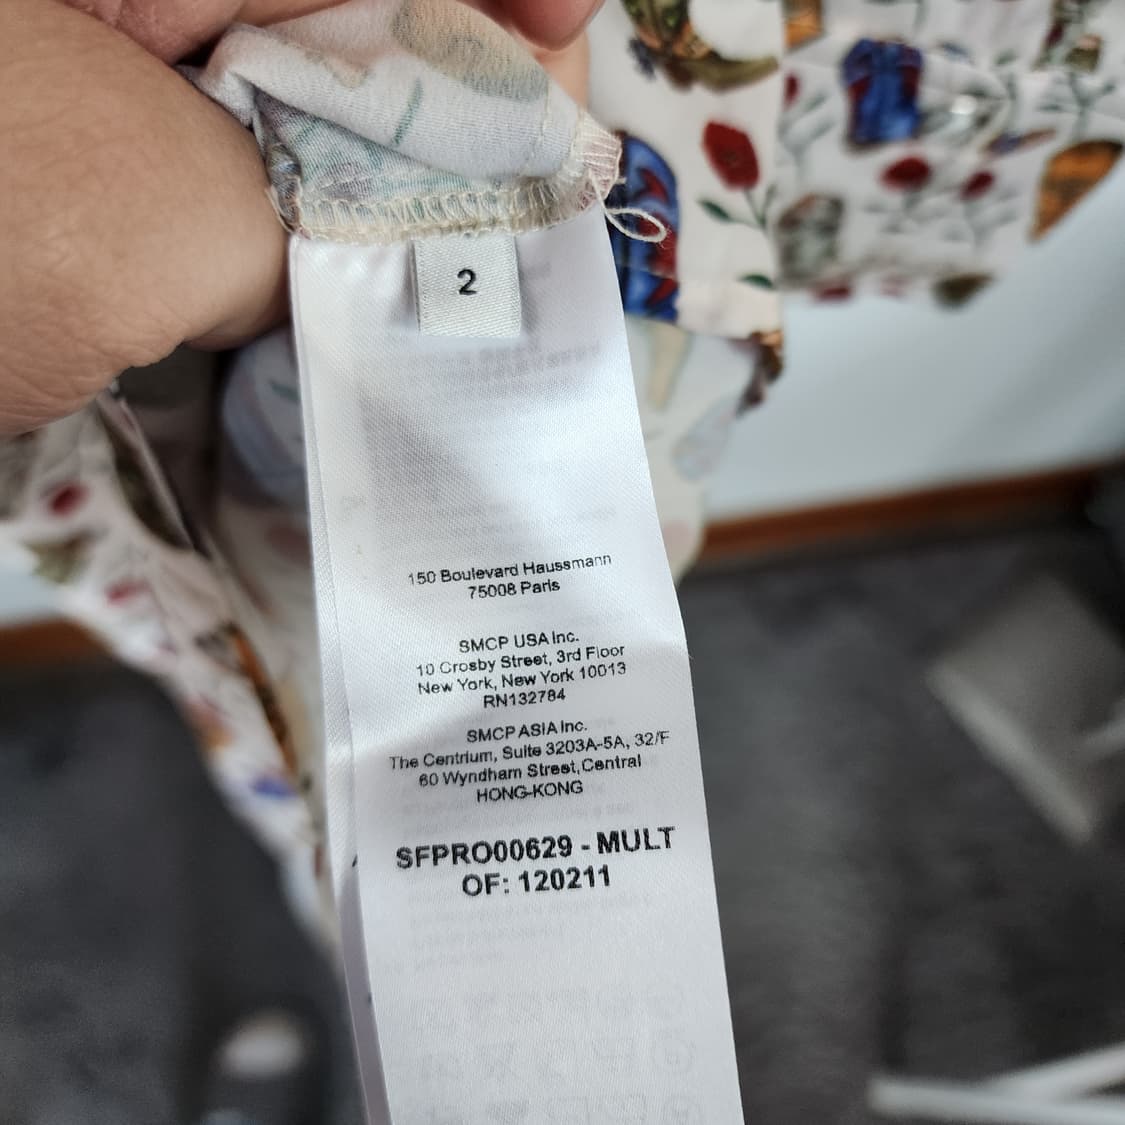 2
150 Boulevard Haussmann
75008 Paris
SMCP USA Inc.
10 Crosby Street, 3rd Floor
New York, New York 10013
RN132784
SMCP ASIA Inc.
The Centrium, Suite 3203A-5A, 32/F
60 Wyndham Street, Central
HONG-KONG
SFPRO00629 - MULT
OF: 120211